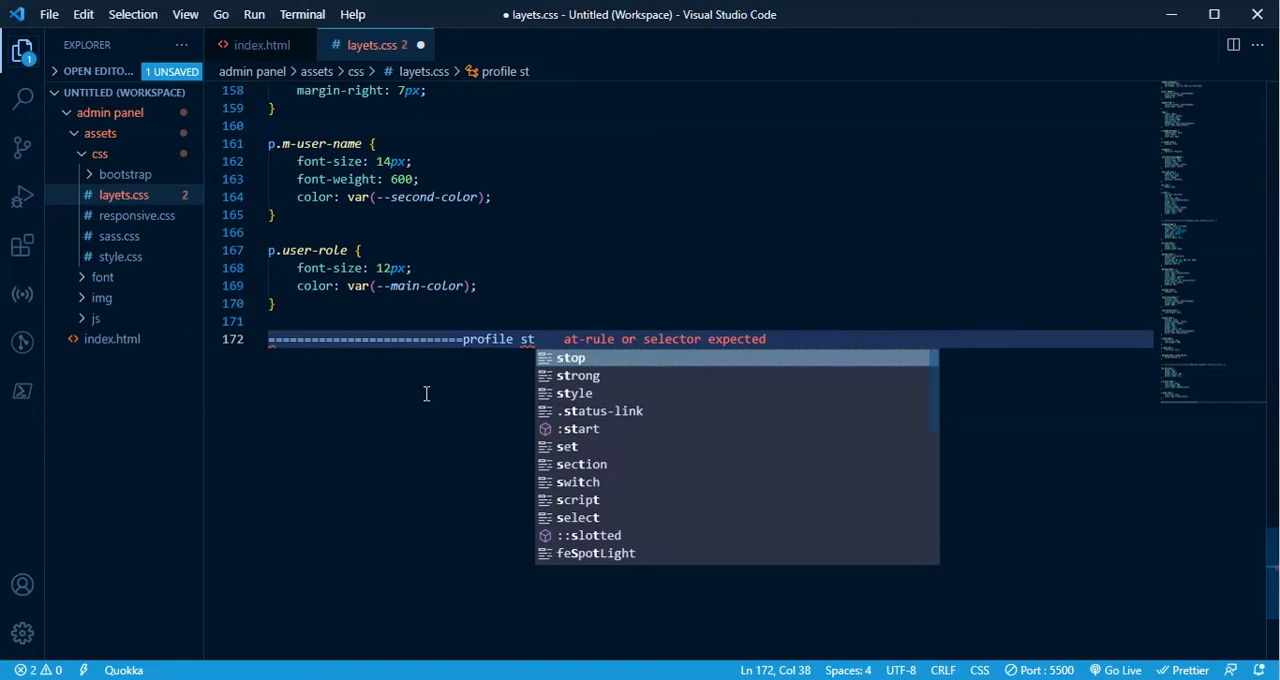 File Edit Selection View Go Run Terminal Help
● layets.css - Untitled (Workspace) - Visual Studio Code
EXPLORER
index.html
# layets.css 2
1
OPEN EDITO... 1 UNSAVED
admin panel > assets > css > # layets.css > profile st
UNTITLED (WORKSPACE)
admin panel
assets
css
bootstrap
# layets.css 2
# responsive.css
# sass.css
# style.css
font
img
js
<> index.html
158 margin-right: 7px;
159 }
160
161 p.m-user-name {
162 font-size: 14px;
163 font-weight: 600;
164 color: var(--second-color);
165 }
166
167 p.user-role {
168 font-size: 12px;
169 color: var(--main-color);
170 }
171
172 ===========================profile st at-rule or selector expected
stop
strong
style
.status-link
:start
set
section
switch
script
select
::slotted
feSpotLight
2 0 Quokka Ln 172, Col 38 Spaces: 4 UTF-8 CRLF CSS Port : 5500 Go Live Prettier